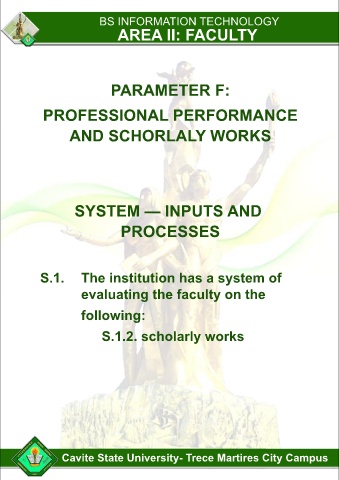 BS INFORMATION TECHNOLOGY
AREA II: FACULTY
PARAMETER F:
PROFESSIONAL PERFORMANCE
AND SCHORLALY WORKS
SYSTEM — INPUTS AND
PROCESSES
S.1. The institution has a system of
evaluating the faculty on the
following:
S.1.2. scholarly works
Cavite State University- Trece Martires City Campus